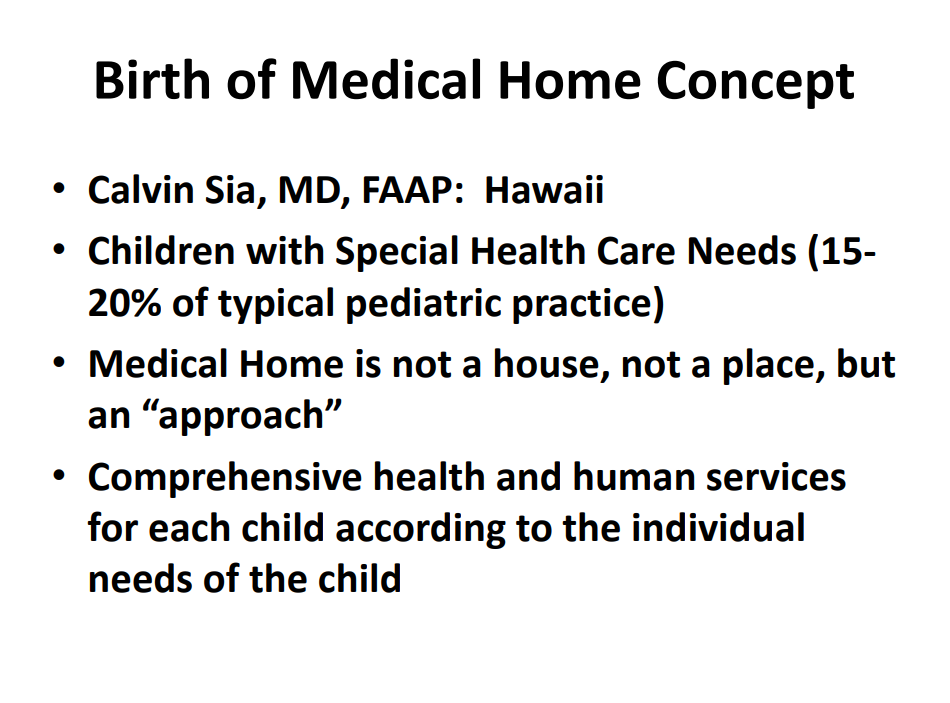 Birth of Medical Home Concept
• Calvin Sia, MD, FAAP:  Hawaii
• Children with Special Health Care Needs (15-
20% of typical pediatric practice)
• Medical Home is not a house, not a place, but
an “approach”
• Comprehensive health and human services
for each child according to the individual
needs of the child